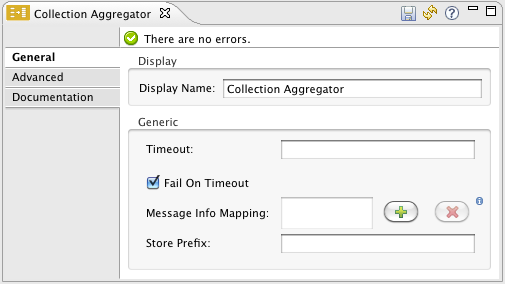 Collection Aggregator
There are no errors.
General
Advanced
Documentation
Display
Display Name: Collection Aggregator
Generic
Timeout:
Fail On Timeout
Message Info Mapping:
Store Prefix: